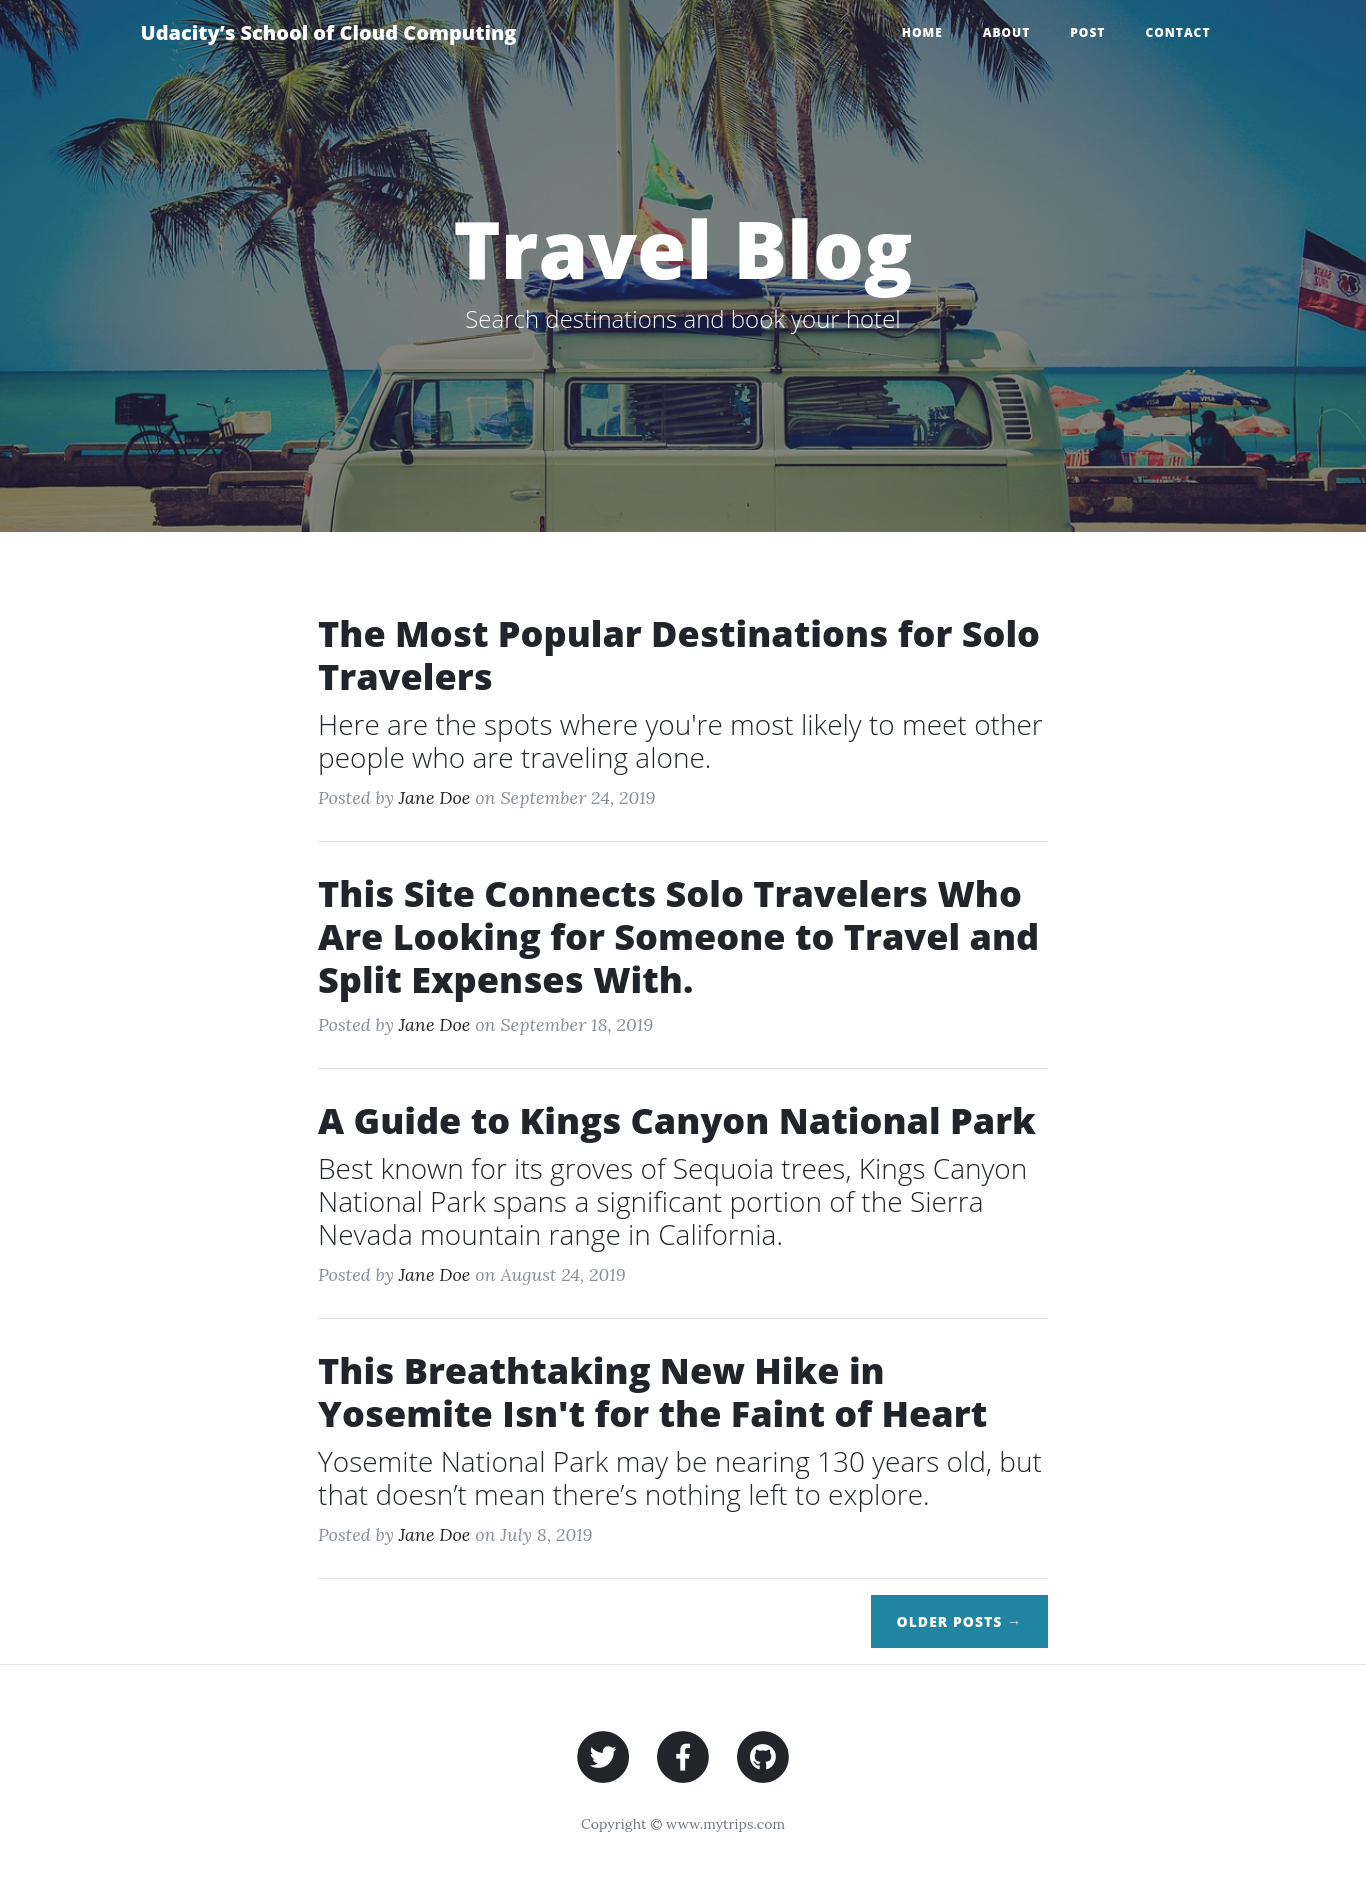 Udacity’s School of Cloud Computing
HOME ABOUT POST CONTACT
Travel Blog
Search destinations and book your hotel
VISA VISA
The Most Popular Destinations for Solo
Travelers
Here are the spots where you're most likely to meet other
people who are traveling alone.
Posted by Jane Doe on September 24, 2019
This Site Connects Solo Travelers Who
Are Looking for Someone to Travel and
Split Expenses With.
Posted by Jane Doe on September 18, 2019
A Guide to Kings Canyon National Park
Best known for its groves of Sequoia trees, Kings Canyon
National Park spans a significant portion of the Sierra
Nevada mountain range in California.
Posted by Jane Doe on August 24, 2019
This Breathtaking New Hike in
Yosemite Isn't for the Faint of Heart
Yosemite National Park may be nearing 130 years old, but
that doesn’t mean there’s nothing left to explore.
Posted by Jane Doe on July 8, 2019
OLDER POSTS →
Copyright © www.mytrips.com